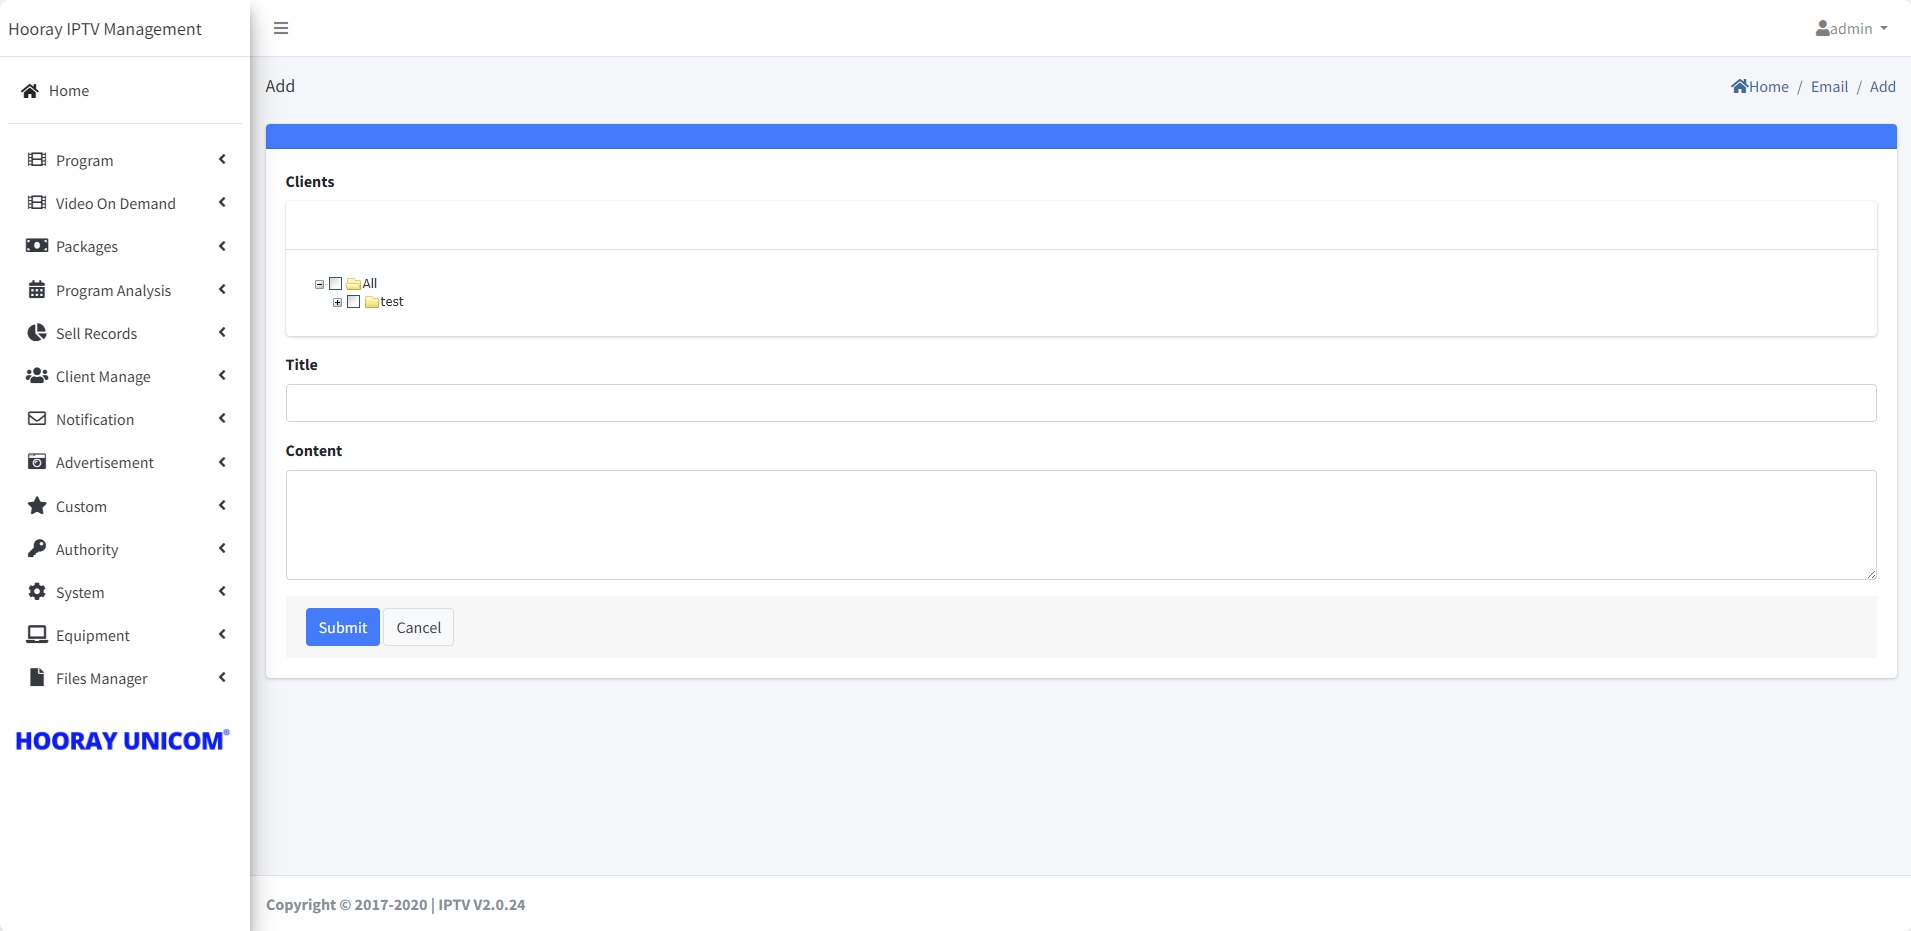 Hooray IPTV Management
admin
Home
Program
Video On Demand
Packages
Program Analysis
Sell Records
Client Manage
Notification
Advertisement
Custom
Authority
System
Equipment
Files Manager
HOORAY UNICOM®
Add
Home / Email / Add
Clients
All
test
Title
Content
Submit
Cancel
Copyright © 2017-2020 | IPTV V2.0.24